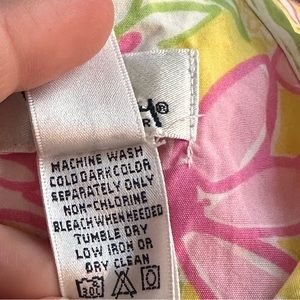 H®
R
MACHINE WASH
COLD DARK COLOR
SEPARATELY ONLY
NON-CHLORINE
BLEACH WHEN NEEDED
TUMBLE DRY
LOW IRON OR
DRY CLEAN